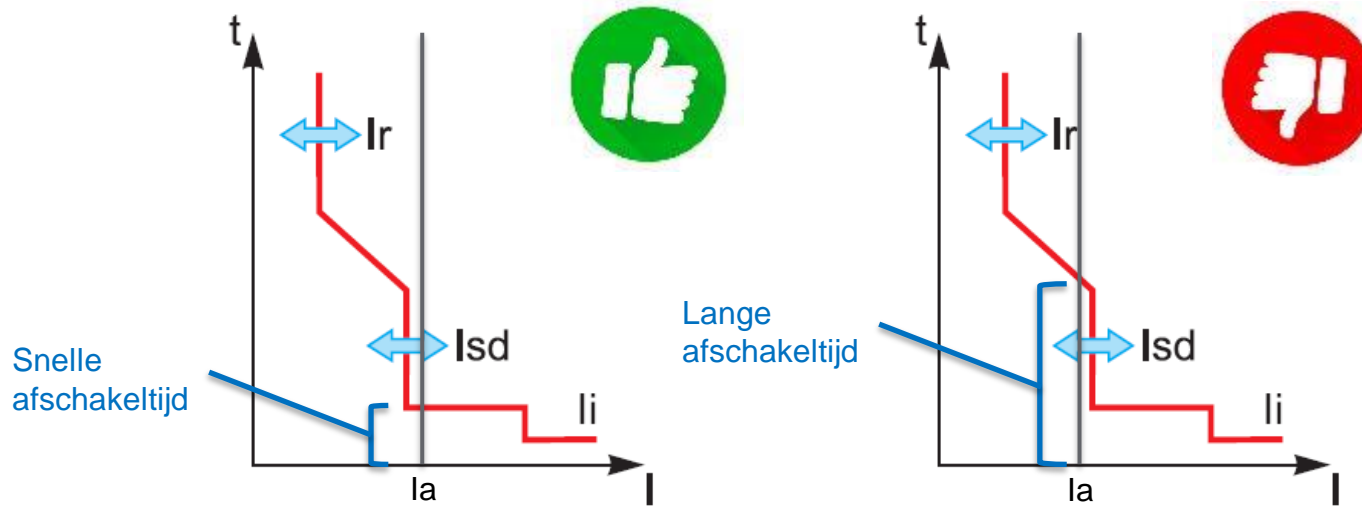 t
Ir
Isd
Ii
Snelle
afschakeltijd
Ia
I
t
Ir
Isd
Ii
Lange
afschakeltijd
Ia
I